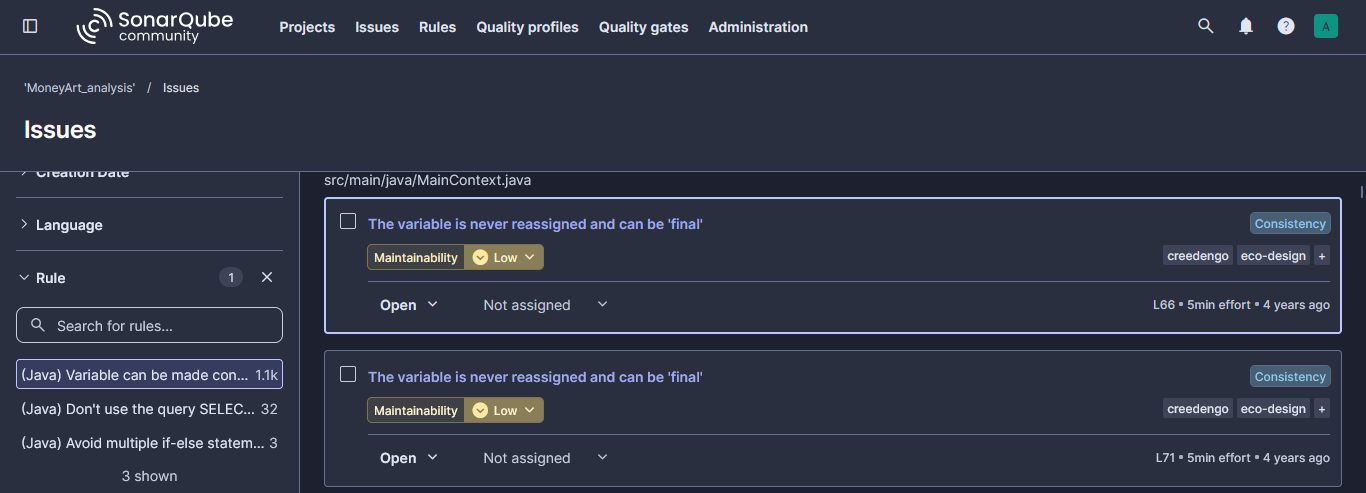 SonarQube
community
Projects Issues Rules Quality profiles Quality gates Administration
? A
'MoneyArt_analysis' / Issues
Issues
Creation Date
Language
Rule 1
Search for rules...
(Java) Variable can be made con... 1.1k
(Java) Don't use the query SELEC... 32
(Java) Avoid multiple if-else statem... 3
3 shown
src/main/java/MainContext.java
The variable is never reassigned and can be 'final' Consistency
Maintainability Low creedengo eco-design +
Open Not assigned L66 • 5min effort • 4 years ago
The variable is never reassigned and can be 'final' Consistency
Maintainability Low creedengo eco-design +
Open Not assigned L71 • 5min effort • 4 years ago